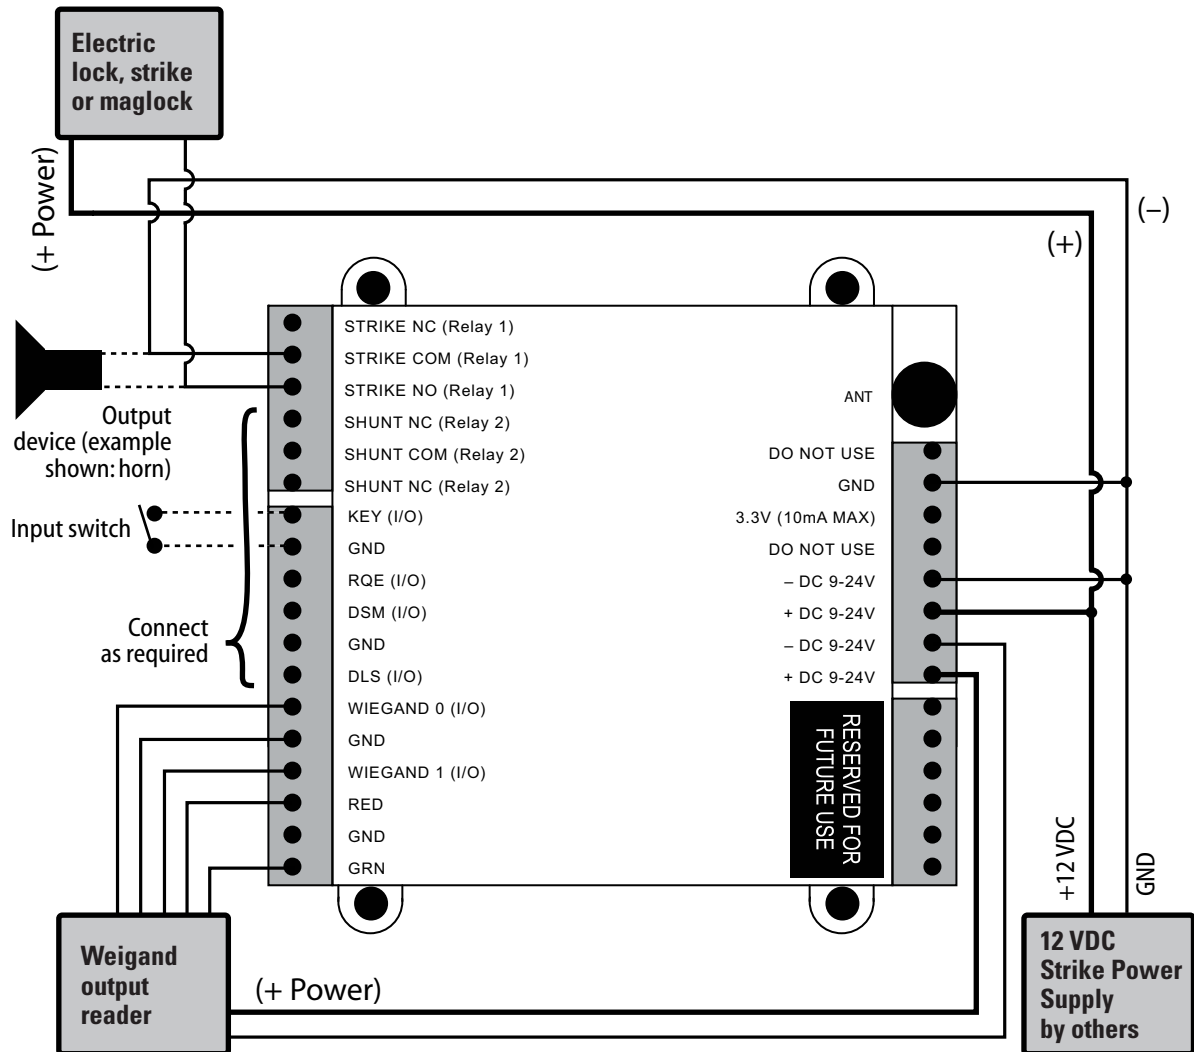 Electric
lock, strike
or maglock
(+ Power)
(–)
(+)
STRIKE NC (Relay 1)
STRIKE COM (Relay 1)
STRIKE NO (Relay 1)
SHUNT NC (Relay 2)
SHUNT COM (Relay 2)
SHUNT NC (Relay 2)
KEY (I/O)
GND
RQE (I/O)
DSM (I/O)
GND
DLS (I/O)
WIEGAND 0 (I/O)
GND
WIEGAND 1 (I/O)
RED
GND
GRN
Output
device (example
shown: horn)
Input switch
Connect
as required
ANT
DO NOT USE
GND
3.3V (10mA MAX)
DO NOT USE
– DC 9-24V
+ DC 9-24V
– DC 9-24V
+ DC 9-24V
RESERVED FOR
FUTURE USE
+12 VDC
GND
Weigand
output
reader
(+ Power)
12 VDC
Strike Power
Supply
by others